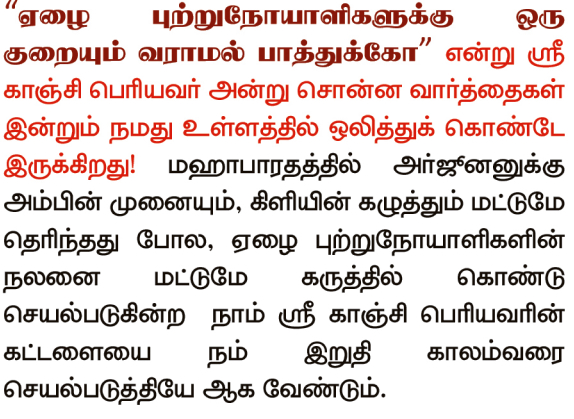 “ஏழை புற்றுநோயாளிகளுக்கு ஒரு
குறையும் வராமல் பாத்துக்கோ” என்று ஸ்ரீ
காஞ்சி பெரியவர் அன்று சொன்ன வார்த்தைகள்
இன்றும் நமது உள்ளத்தில் ஒலித்துக் கொண்டே
இருக்கிறது! மஹாபாரதத்தில் அர்ஜூனனுக்கு
அம்பின் முனையும், கிளியின் கழுத்தும் மட்டுமே
தெரிந்தது போல, ஏழை புற்றுநோயாளிகளின்
நலனை மட்டுமே கருத்தில் கொண்டு
செயல்படுகின்ற நாம் ஸ்ரீ காஞ்சி பெரியவரின்
கட்டளையை நம் இறுதி காலம்வரை
செயல்படுத்தியே ஆக வேண்டும்.